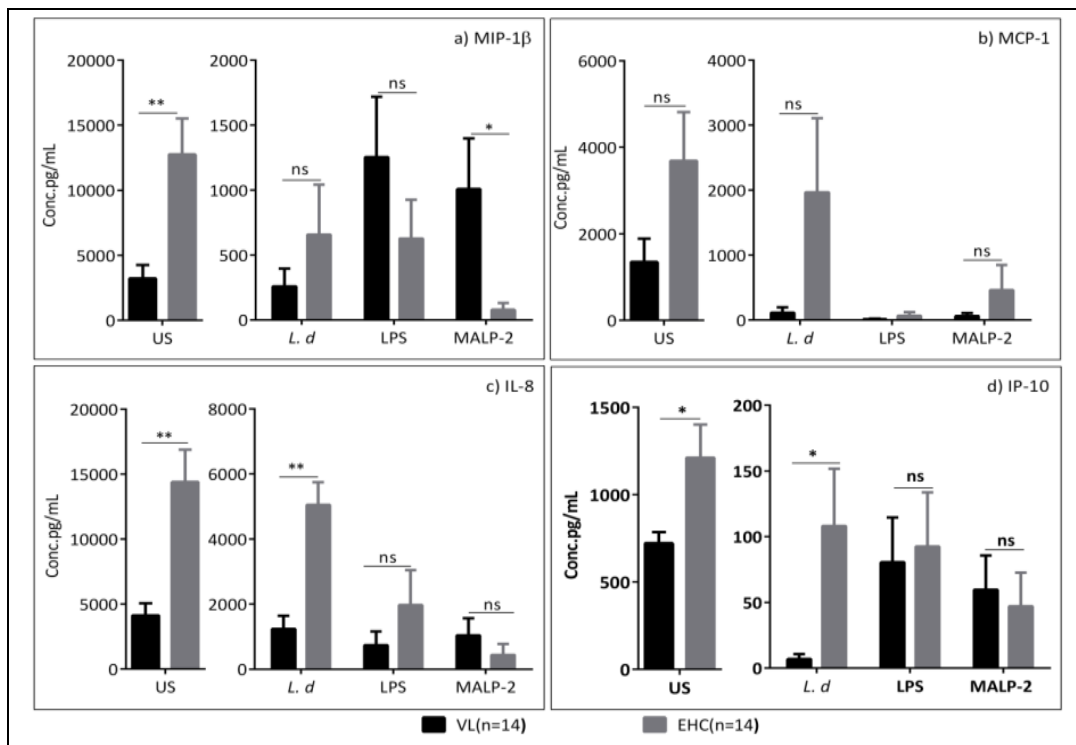 a) MIP-1β
20000
15000
10000
5000
0
Conc.pg/mL
**
US
2000
1500
1000
500
0
ns
ns
*
L. d
LPS
MALP-2
b) MCP-1
6000
4000
2000
0
Conc.pg/mL
ns
US
4000
3000
2000
1000
0
ns
ns
L. d
LPS
MALP-2
c) IL-8
20000
15000
10000
5000
0
Conc.pg/mL
**
US
8000
6000
4000
2000
0
**
ns
ns
L. d
LPS
MALP-2
d) IP-10
1500
1000
500
0
Conc.pg/mL
*
US
200
150
100
50
0
*
ns
ns
L. d
LPS
MALP-2
VL(n=14)
EHC(n=14)